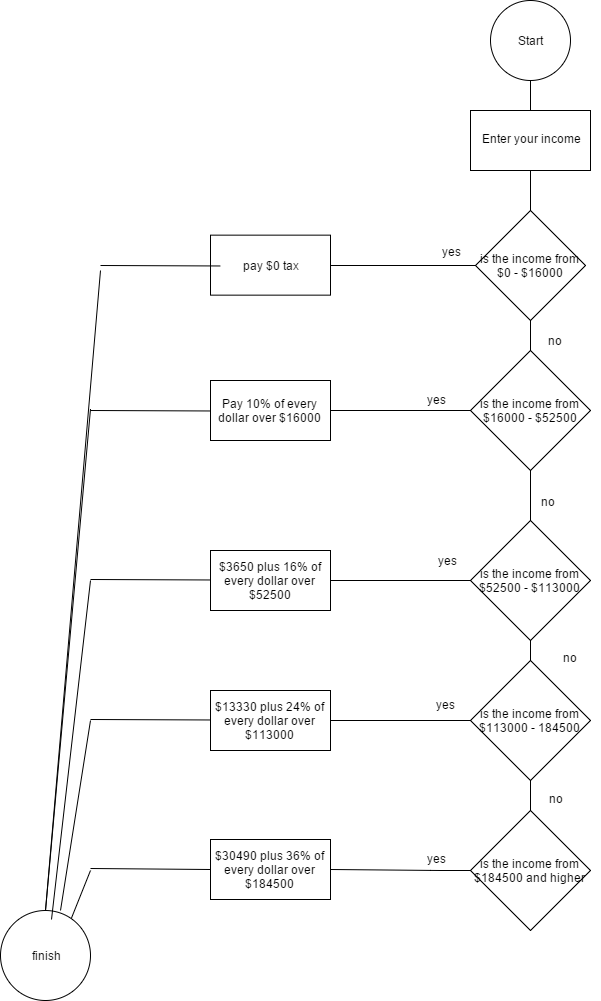 Start
Enter your income
is the income from
$0 - $16000
yes
pay $0 tax
no
is the income from
$16000 - $52500
yes
Pay 10% of every
dollar over $16000
no
is the income from
$52500 - $113000
yes
$3650 plus 16% of
every dollar over
$52500
no
is the income from
$113000 - 184500
yes
$13330 plus 24% of
every dollar over
$113000
no
is the income from
$184500 and higher
yes
$30490 plus 36% of
every dollar over
$184500
finish